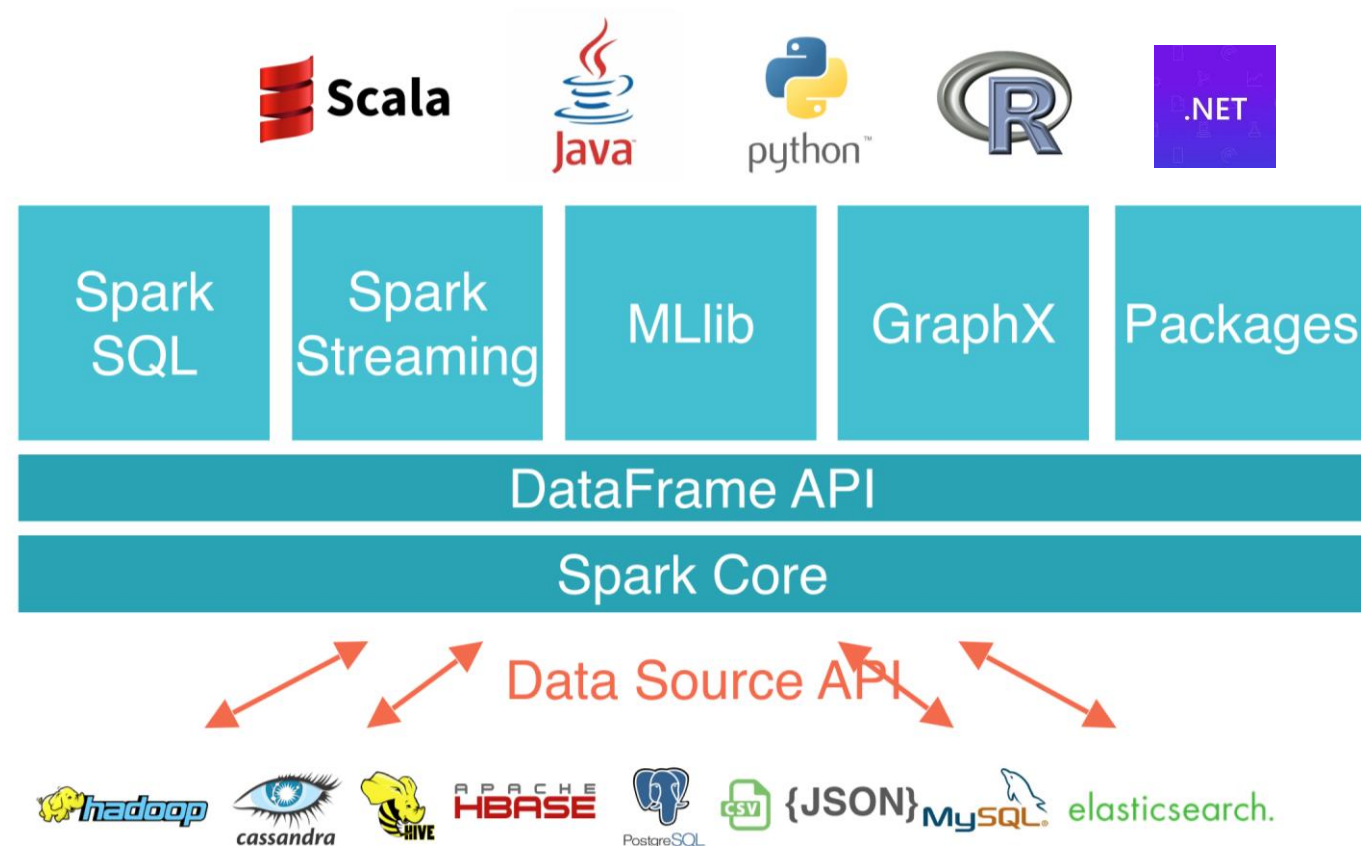 Scala
Java
python™
R
.NET
Spark
SQL
Spark
Streaming
MLlib
GraphX
Packages
DataFrame API
Spark Core
Data Source API
hadoop
cassandra
HIVE
APACHE
HBASE
PostgreSQL
CSV
{JSON}
MySQL®
elasticsearch.